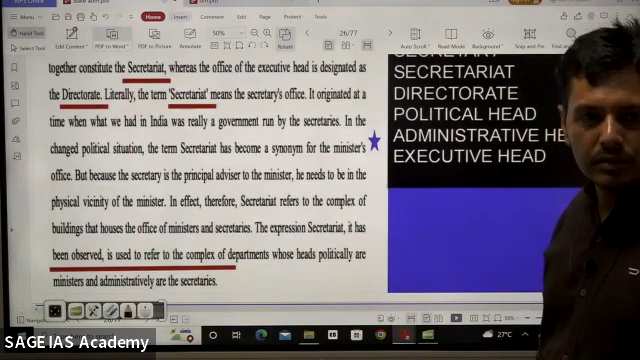 Menu
Home
Insert
Comment
Edit
Page
Protect
Tools
Hand Tool
Select Tool
Edit Content
PDF to Word
PDF to Picture
50%
26/77
Rotate
Auto Scroll
Read Mode
Background
Snip and Pin
together constitute the Secretariat, whereas the office of the executive head is designated as
the Directorate. Literally, the term 'Secretariat' means the secretary's office. It originated at a
time when what we had in India was really a government run by the secretaries. In the
changed political situation, the term Secretariat has become a synonym for the minister's
office. But because the secretary is the principal adviser to the minister, he needs to be in the
physical vicinity of the minister. In effect, therefore, Secretariat refers to the complex of
buildings that houses the office of ministers and secretaries. The expression Secretariat, it has
been observed, is used to refer to the complex of departments whose heads politically are
ministers and administratively are the secretaries.
SECRETARY
SECRETARIAT
DIRECTORATE
POLITICAL HEAD
ADMINISTRATIVE HE
EXECUTIVE HEAD
50%
27°C
SAGE IAS Academy